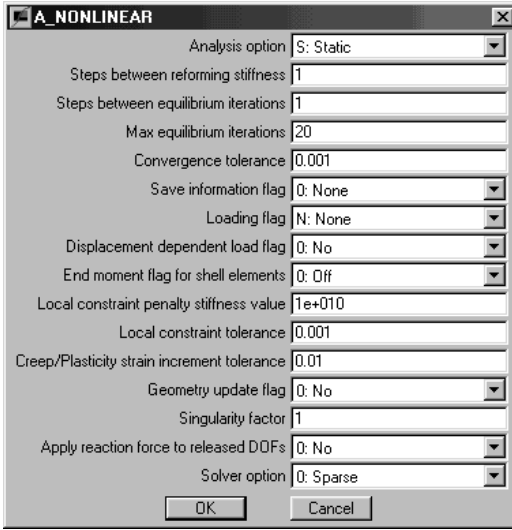 A_NONLINEAR
Analysis option S: Static
Steps between reforming stiffness 1
Steps between equilibrium iterations 1
Max equilibrium iterations 20
Convergence tolerance 0.001
Save information flag 0: None
Loading flag N: None
Displacement dependent load flag 0: No
End moment flag for shell elements 0: Off
Local constraint penalty stiffness value 1e+010
Local constraint tolerance 0.001
Creep/Plasticity strain increment tolerance 0.01
Geometry update flag 0: No
Singularity factor 1
Apply reaction force to released DOFs 0: No
Solver option 0: Sparse
OK Cancel